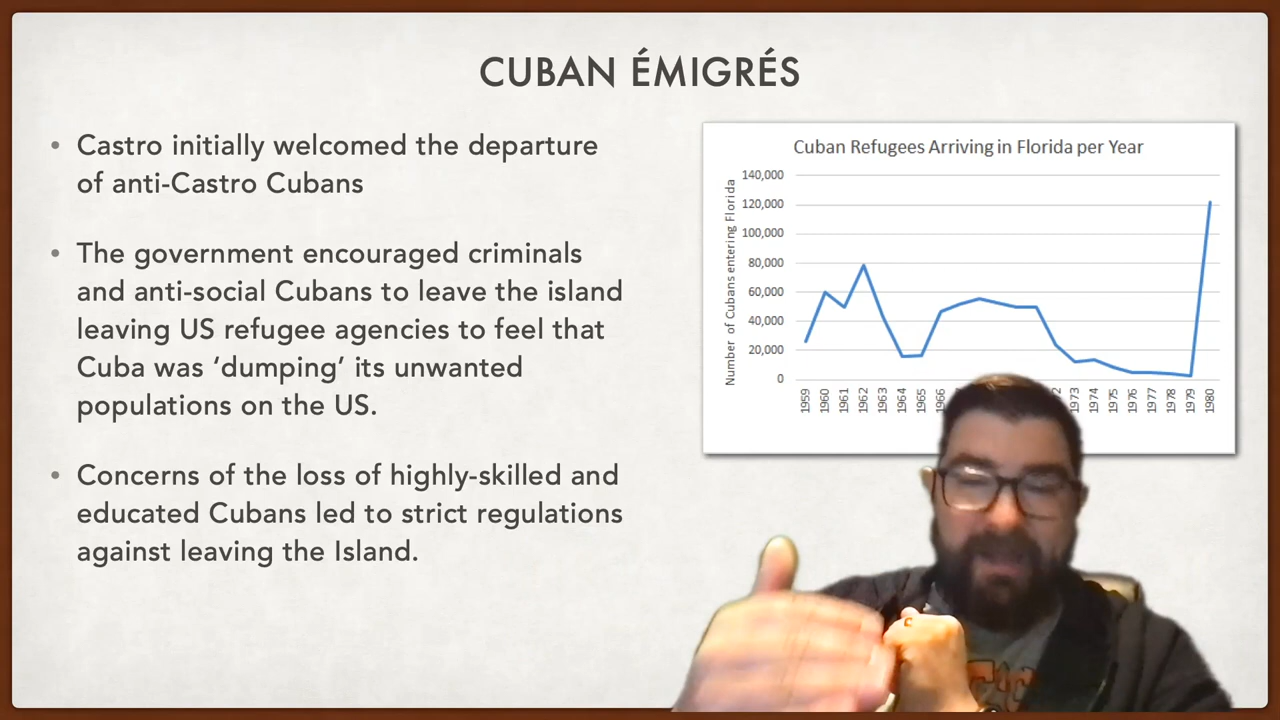 CUBAN ÉMIGRÉS
• Castro initially welcomed the departure
of anti-Castro Cubans
• The government encouraged criminals
and anti-social Cubans to leave the island
leaving US refugee agencies to feel that
Cuba was ‘dumping’ its unwanted
populations on the US.
• Concerns of the loss of highly-skilled and
educated Cubans led to strict regulations
against leaving the Island.
Cuban Refugees Arriving in Florida per Year
Number of Cubans entering Florida
140,000
120,000
100,000
80,000
60,000
40,000
20,000
0
1959
1960
1961
1962
1963
1964
1965
1973
1974
1975
1976
1977
1978
1979
1980